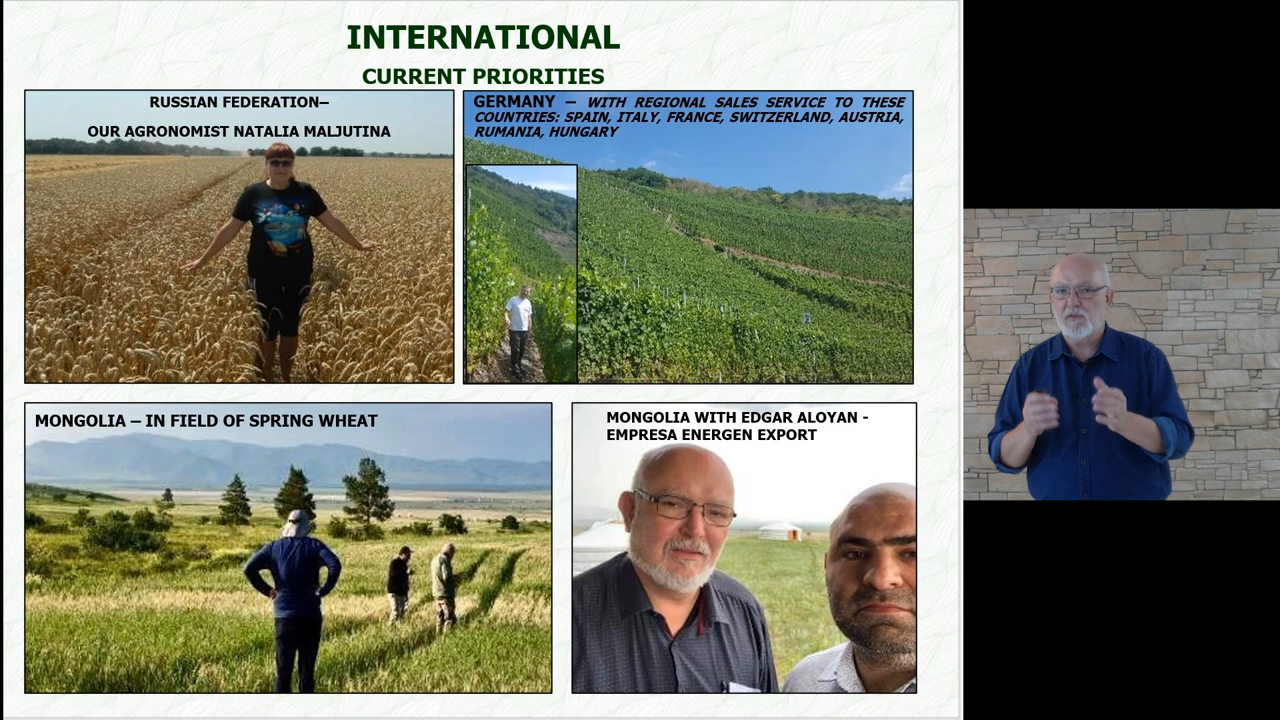 INTERNATIONAL
CURRENT PRIORITIES
RUSSIAN FEDERATION–
OUR AGRONOMIST NATALIA MALJUTINA
GERMANY – WITH REGIONAL SALES SERVICE TO THESE
COUNTRIES: SPAIN, ITALY, FRANCE, SWITZERLAND, AUSTRIA,
RUMANIA, HUNGARY
MONGOLIA – IN FIELD OF SPRING WHEAT
MONGOLIA WITH EDGAR ALOYAN -
EMPRESA ENERGEN EXPORT